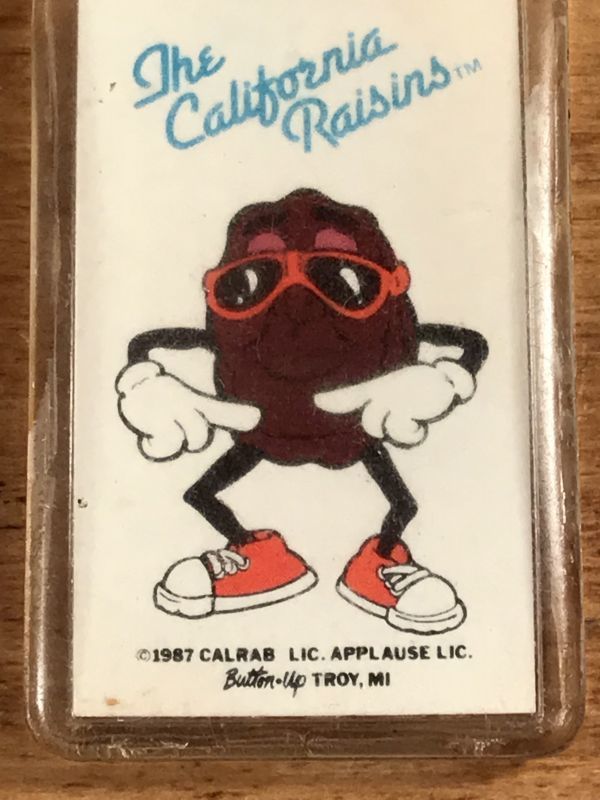 The
California
Raisins™
©1987 CALRAB LIC. APPLAUSE LIC.
Button-Up TROY, MI